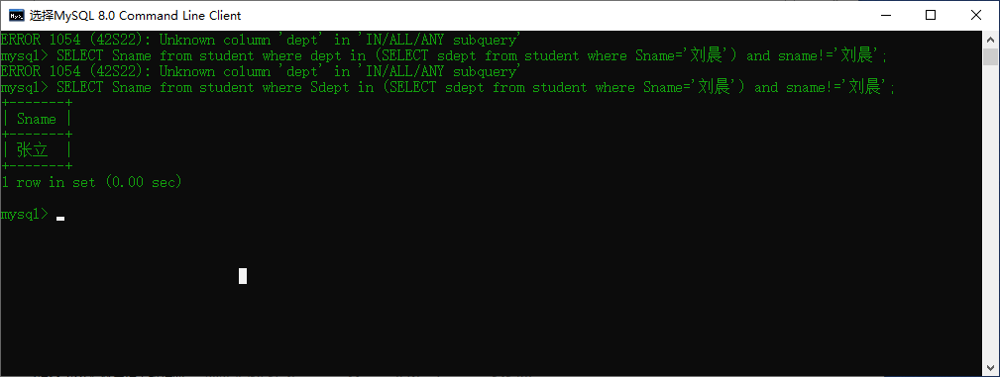 选择MySQL 8.0 Command Line Client
ERROR 1054 (42S22): Unknown column 'dept' in 'IN/ALL/ANY subquery'
mysql> SELECT Sname from student where dept in (SELECT sdept from student where Sname='刘晨') and sname!='刘晨';
ERROR 1054 (42S22): Unknown column 'dept' in 'IN/ALL/ANY subquery'
mysql> SELECT Sname from student where Sdept in (SELECT sdept from student where Sname='刘晨') and sname!='刘晨';
+-------+
| Sname |
+-------+
| 张立  |
+-------+
1 row in set (0.00 sec)
mysql>